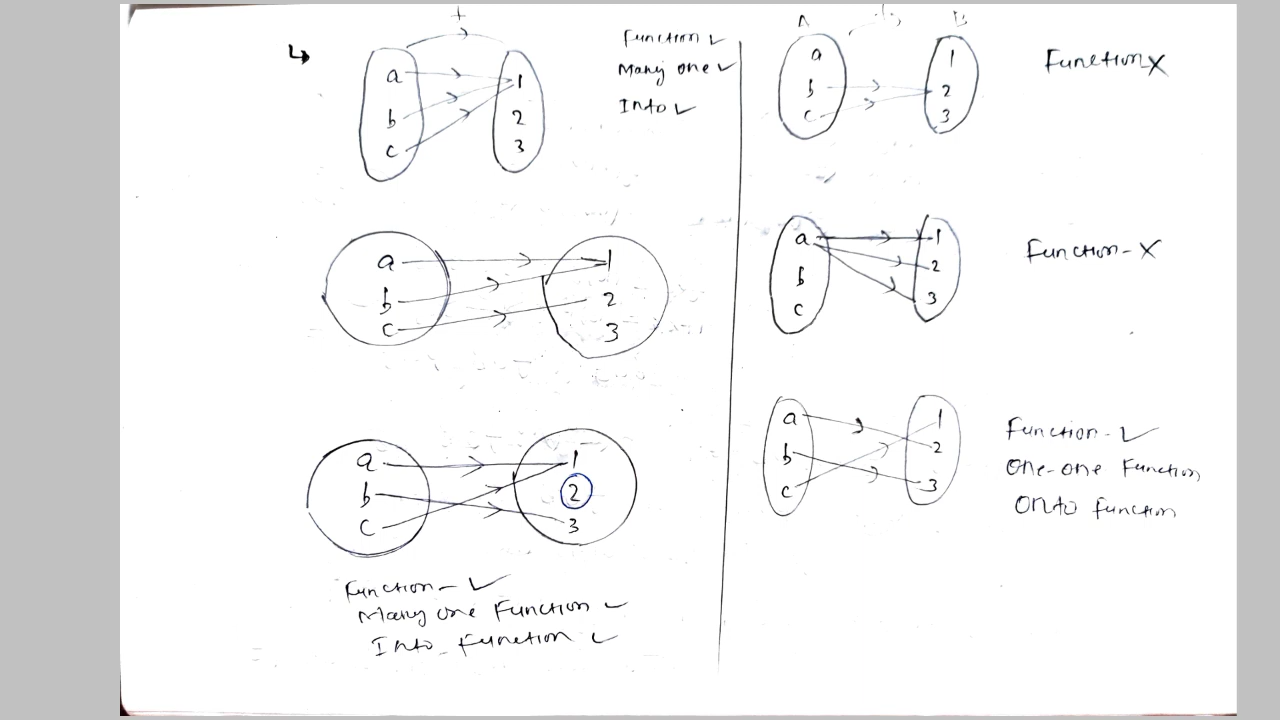 f
a 1
b 2
c 3
Function ✓
Many one ✓
Into ✓
a 1
b 2
c 3
a 1
b 2
c 3
Function - ✓
Many one Function ✓
Into Function ✓
A B
a 1
b 2
c 3
Function X
a 1
b 2
c 3
Function - X
a 1
b 2
c 3
Function - ✓
One-one Function
Onto function